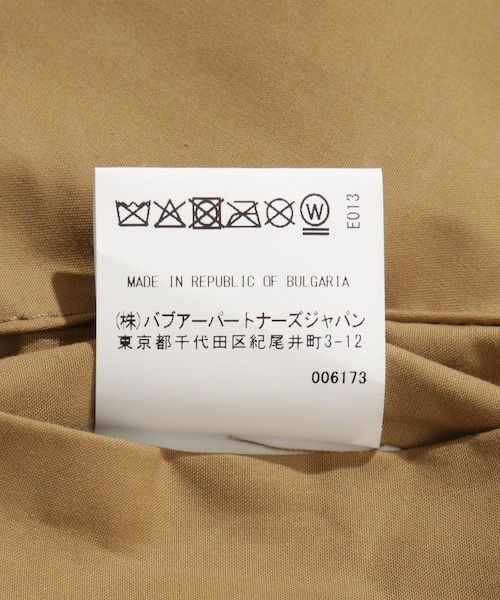 W
E013
MADE IN REPUBLIC OF BULGARIA
(株)バブアーパートナーズジャパン
東京都千代田区紀尾井町3-12
006173